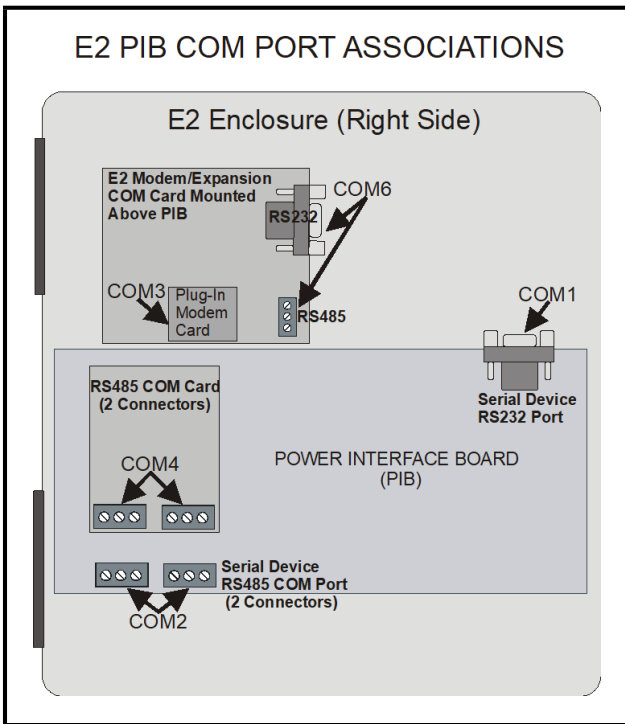 E2 PIB COM PORT ASSOCIATIONS
E2 Enclosure (Right Side)
E2 Modem/Expansion
COM Card Mounted
Above PIB
COM6
RS232
COM3
Plug-In
Modem
Card
RS485
COM1
Serial Device
RS232 Port
RS485 COM Card
(2 Connectors)
COM4
POWER INTERFACE BOARD
(PIB)
Serial Device
RS485 COM Port
(2 Connectors)
COM2